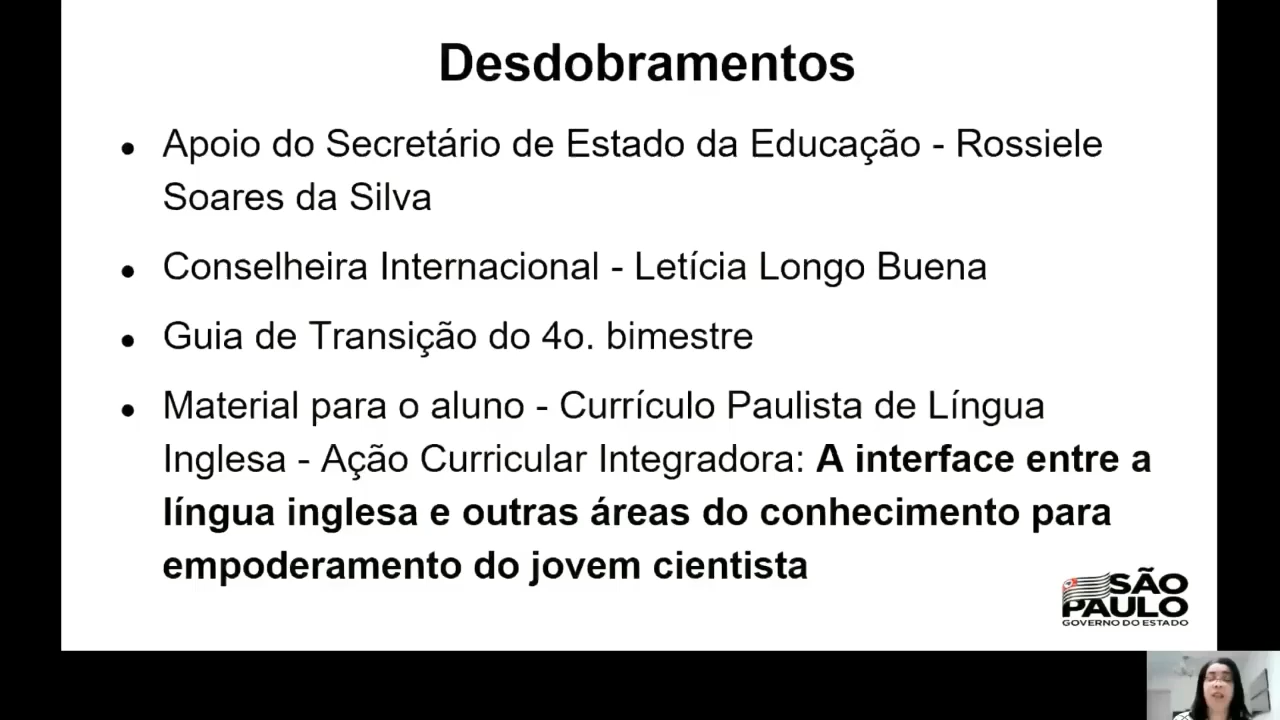 Desdobramentos
● Apoio do Secretário de Estado da Educação - Rossiele
Soares da Silva
● Conselheira Internacional - Letícia Longo Buena
● Guia de Transição do 4o. bimestre
● Material para o aluno - Currículo Paulista de Língua
Inglesa - Ação Curricular Integradora: A interface entre a
língua inglesa e outras áreas do conhecimento para
empoderamento do jovem cientista
SÃO
PAULO
GOVERNO DO ESTADO